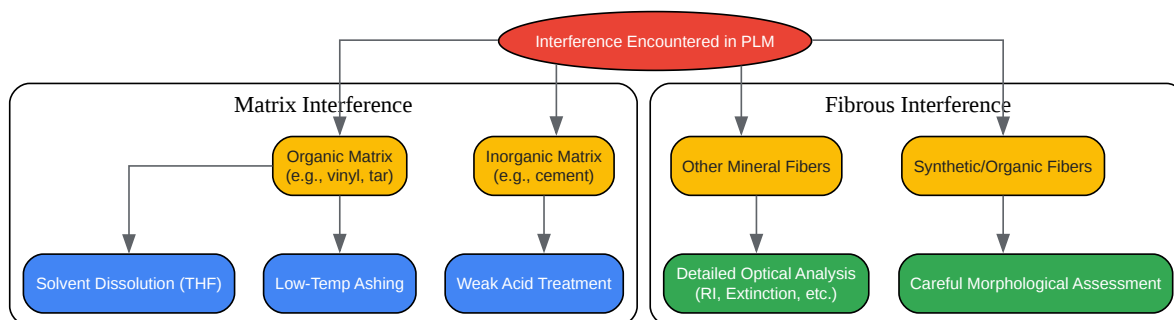 Interference Encountered in PLM
Matrix Interference
Fibrous Interference
Organic Matrix
(e.g., vinyl, tar)
Inorganic Matrix
(e.g., cement)
Other Mineral Fibers
Synthetic/Organic Fibers
Solvent Dissolution (THF)
Low-Temp Ashing
Weak Acid Treatment
Detailed Optical Analysis
(RI, Extinction, etc.)
Careful Morphological Assessment